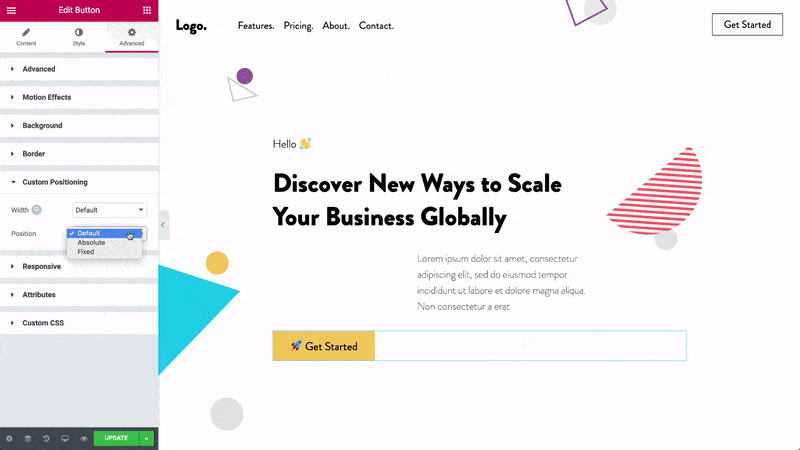 Edit Button
Content
Style
Advanced
Advanced
Motion Effects
Background
Border
Custom Positioning
Width
Default
Position
✓ Default
Absolute
Fixed
Responsive
Attributes
Custom CSS
UPDATE
Logo.
Features. Pricing. About. Contact.
Get Started
Hello 👋
Discover New Ways to Scale
Your Business Globally
Lorem ipsum dolor sit amet, consectetur
adipiscing elit, sed do eiusmod tempor
incididunt ut labore et dolore magna aliqua.
Non consectetur a erat
🚀 Get Started